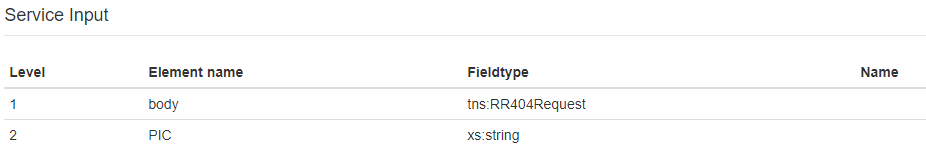 Service Input
Level Element name Fieldtype Name
1 body tns:RR404Request
2 PIC xs:string